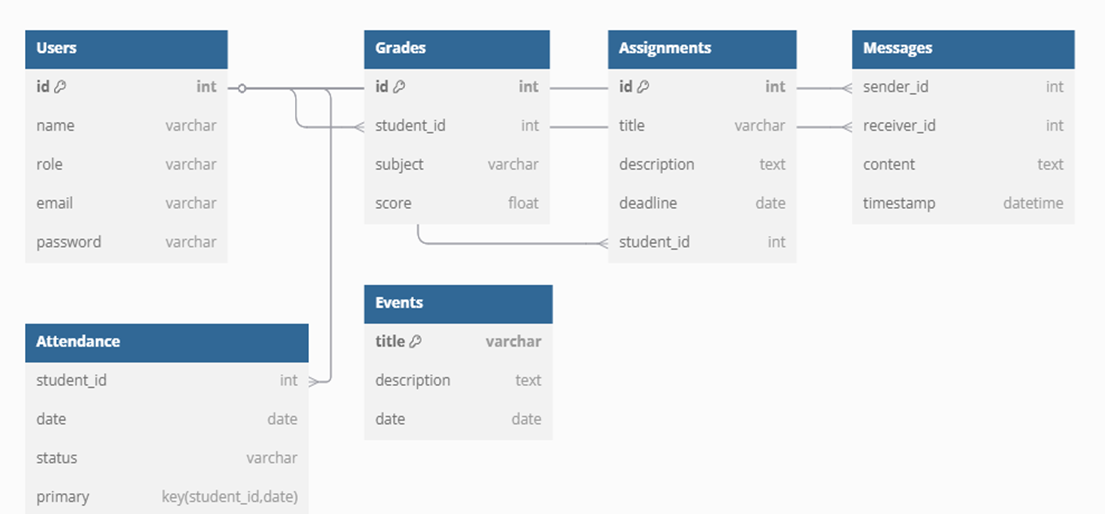 Users
id int
name varchar
role varchar
email varchar
password varchar
Grades
id int
student_id int
subject varchar
score float
Assignments
id int
title varchar
description text
deadline date
student_id int
Messages
sender_id int
receiver_id int
content text
timestamp datetime
Attendance
student_id int
date date
status varchar
primary key(student_id,date)
Events
title varchar
description text
date date